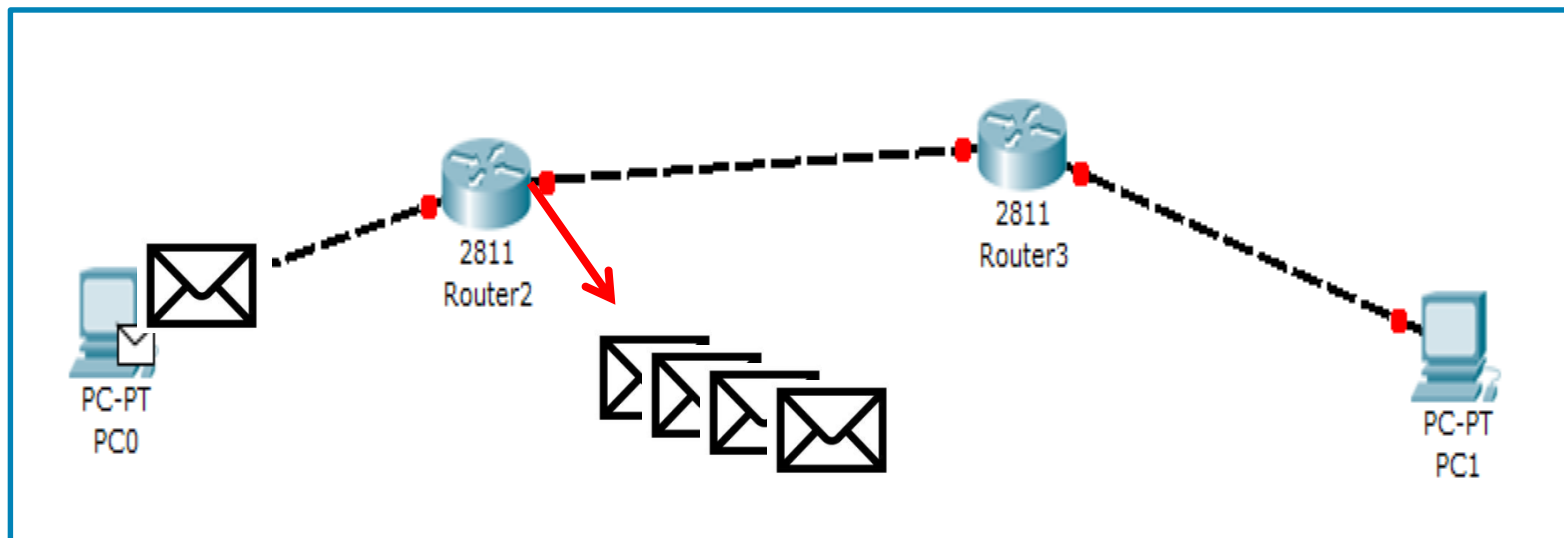 2811
Router2
2811
Router3
PC-PT
PC0
PC-PT
PC1